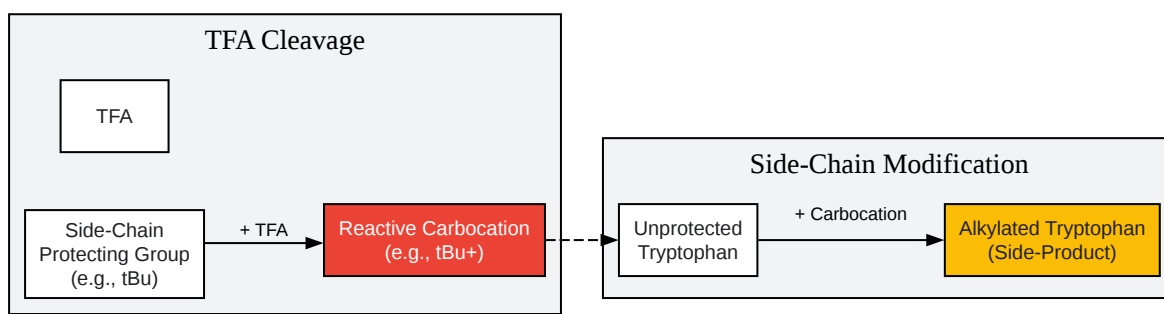 TFA Cleavage
TFA
Side-Chain
Protecting Group
(e.g., tBu)
+ TFA
Reactive Carbocation
(e.g., tBu+)
Side-Chain Modification
Unprotected
Tryptophan
+ Carbocation
Alkylated Tryptophan
(Side-Product)